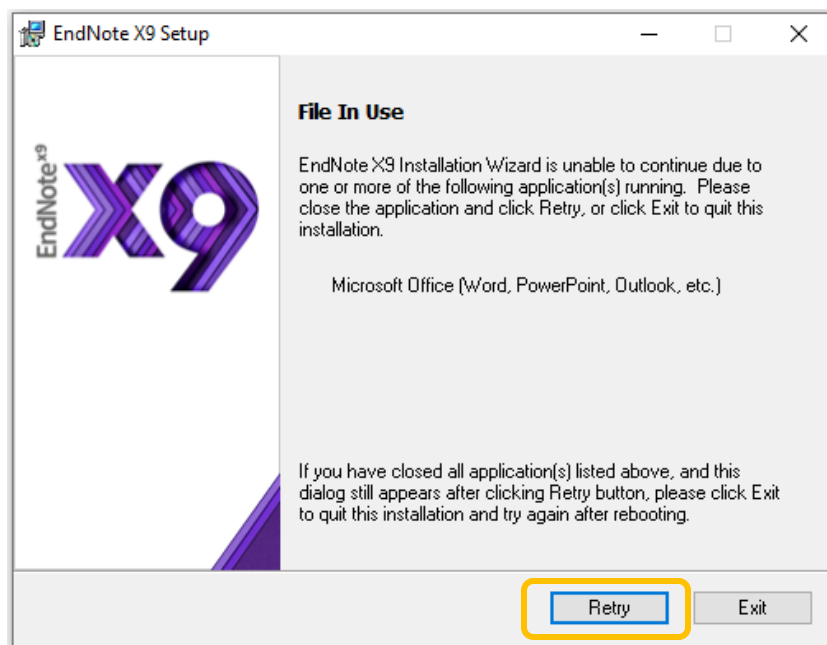 EndNote X9 Setup
File In Use
EndNote X9 Installation Wizard is unable to continue due to
one or more of the following application(s) running.  Please
close the application and click Retry, or click Exit to quit this
installation.
Microsoft Office (Word, PowerPoint, Outlook, etc.)
EndNote x9
X9
If you have closed all application(s) listed above, and this
dialog still appears after clicking Retry button, please click Exit
to quit this installation and try again after rebooting.
Retry
Exit